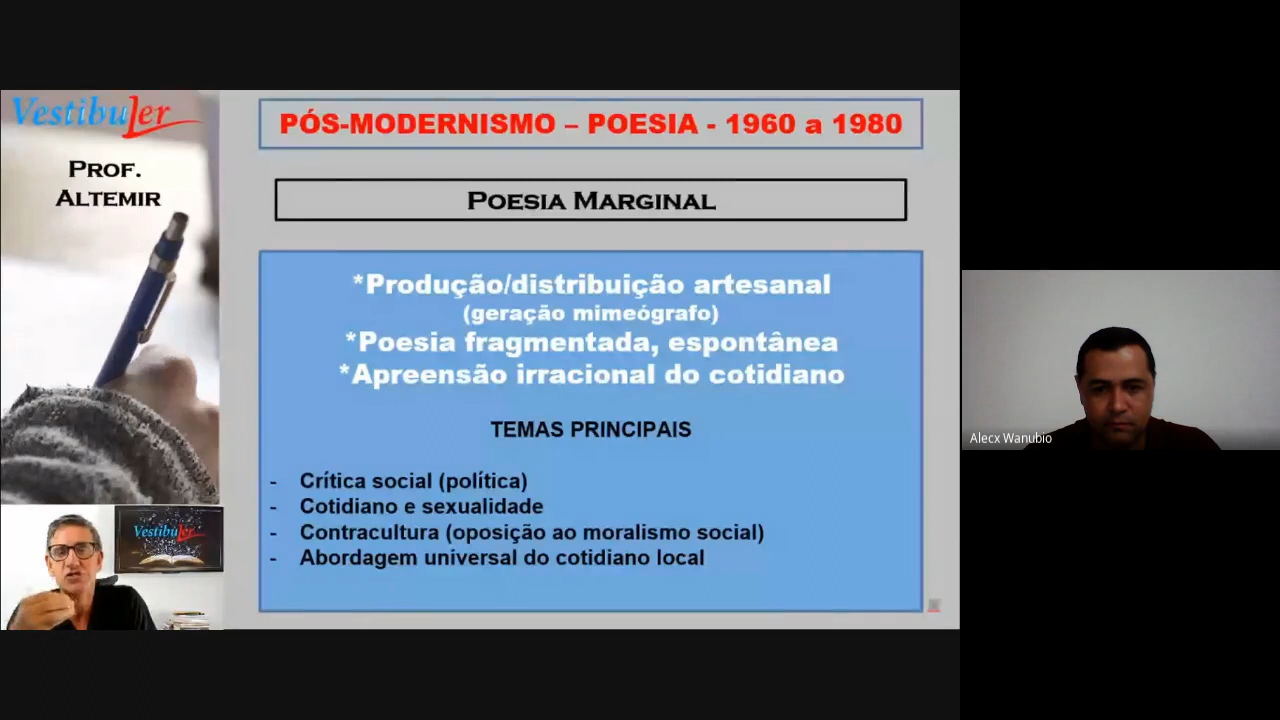 VestibuLer
PROF.
ALTEMIR
PÓS-MODERNISMO – POESIA - 1960 a 1980
POESIA MARGINAL
*Produção/distribuição artesanal
(geração mimeógrafo)
*Poesia fragmentada, espontânea
*Apreensão irracional do cotidiano
TEMAS PRINCIPAIS
- Crítica social (política)
- Cotidiano e sexualidade
- Contracultura (oposição ao moralismo social)
- Abordagem universal do cotidiano local
VestibuLer
Alecx Wanubio